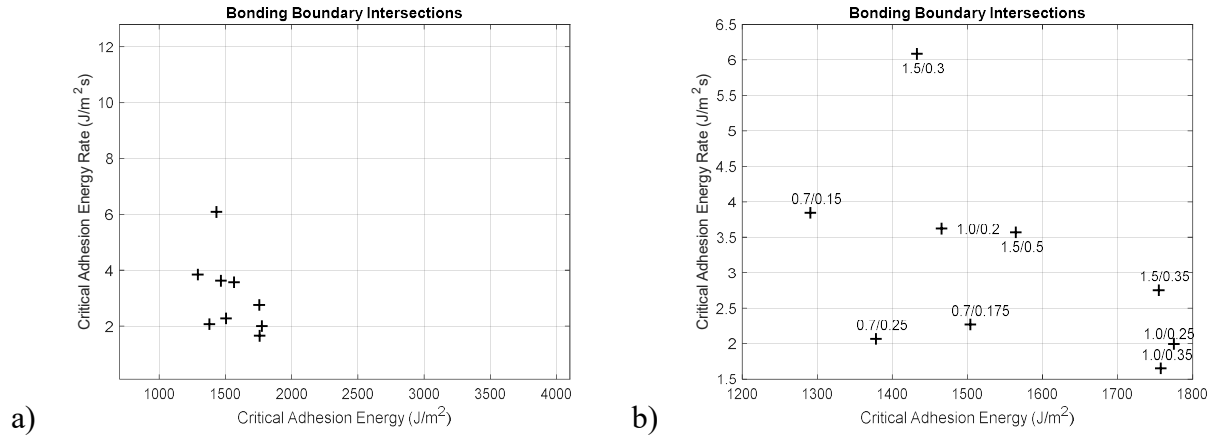 Bonding Boundary Intersections
Critical Adhesion Energy Rate (J/m²s)
12
10
8
6
4
2
1000 1500 2000 2500 3000 3500 4000
Critical Adhesion Energy (J/m²)
a)
Bonding Boundary Intersections
Critical Adhesion Energy Rate (J/m²s)
6.5
6
5.5
5
4.5
4
3.5
3
2.5
2
1.5
1.5/0.3
0.7/0.15
1.0/0.2
1.5/0.5
1.5/0.35
0.7/0.175
0.7/0.25
1.0/0.25
1.0/0.35
1200 1300 1400 1500 1600 1700 1800
Critical Adhesion Energy (J/m²)
b)